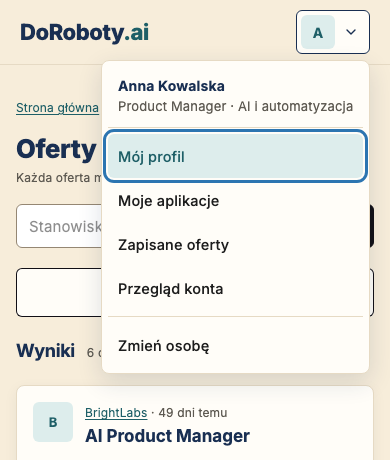 DoRoboty.ai
A
Anna Kowalska
Product Manager · AI i automatyzacja
Strona główna
Mój profil
Oferty
Każda oferta
Moje aplikacje
Zapisane oferty
Przegląd konta
Wyniki 6
Zmień osobę
B
BrightLabs · 49 dni temu
AI Product Manager